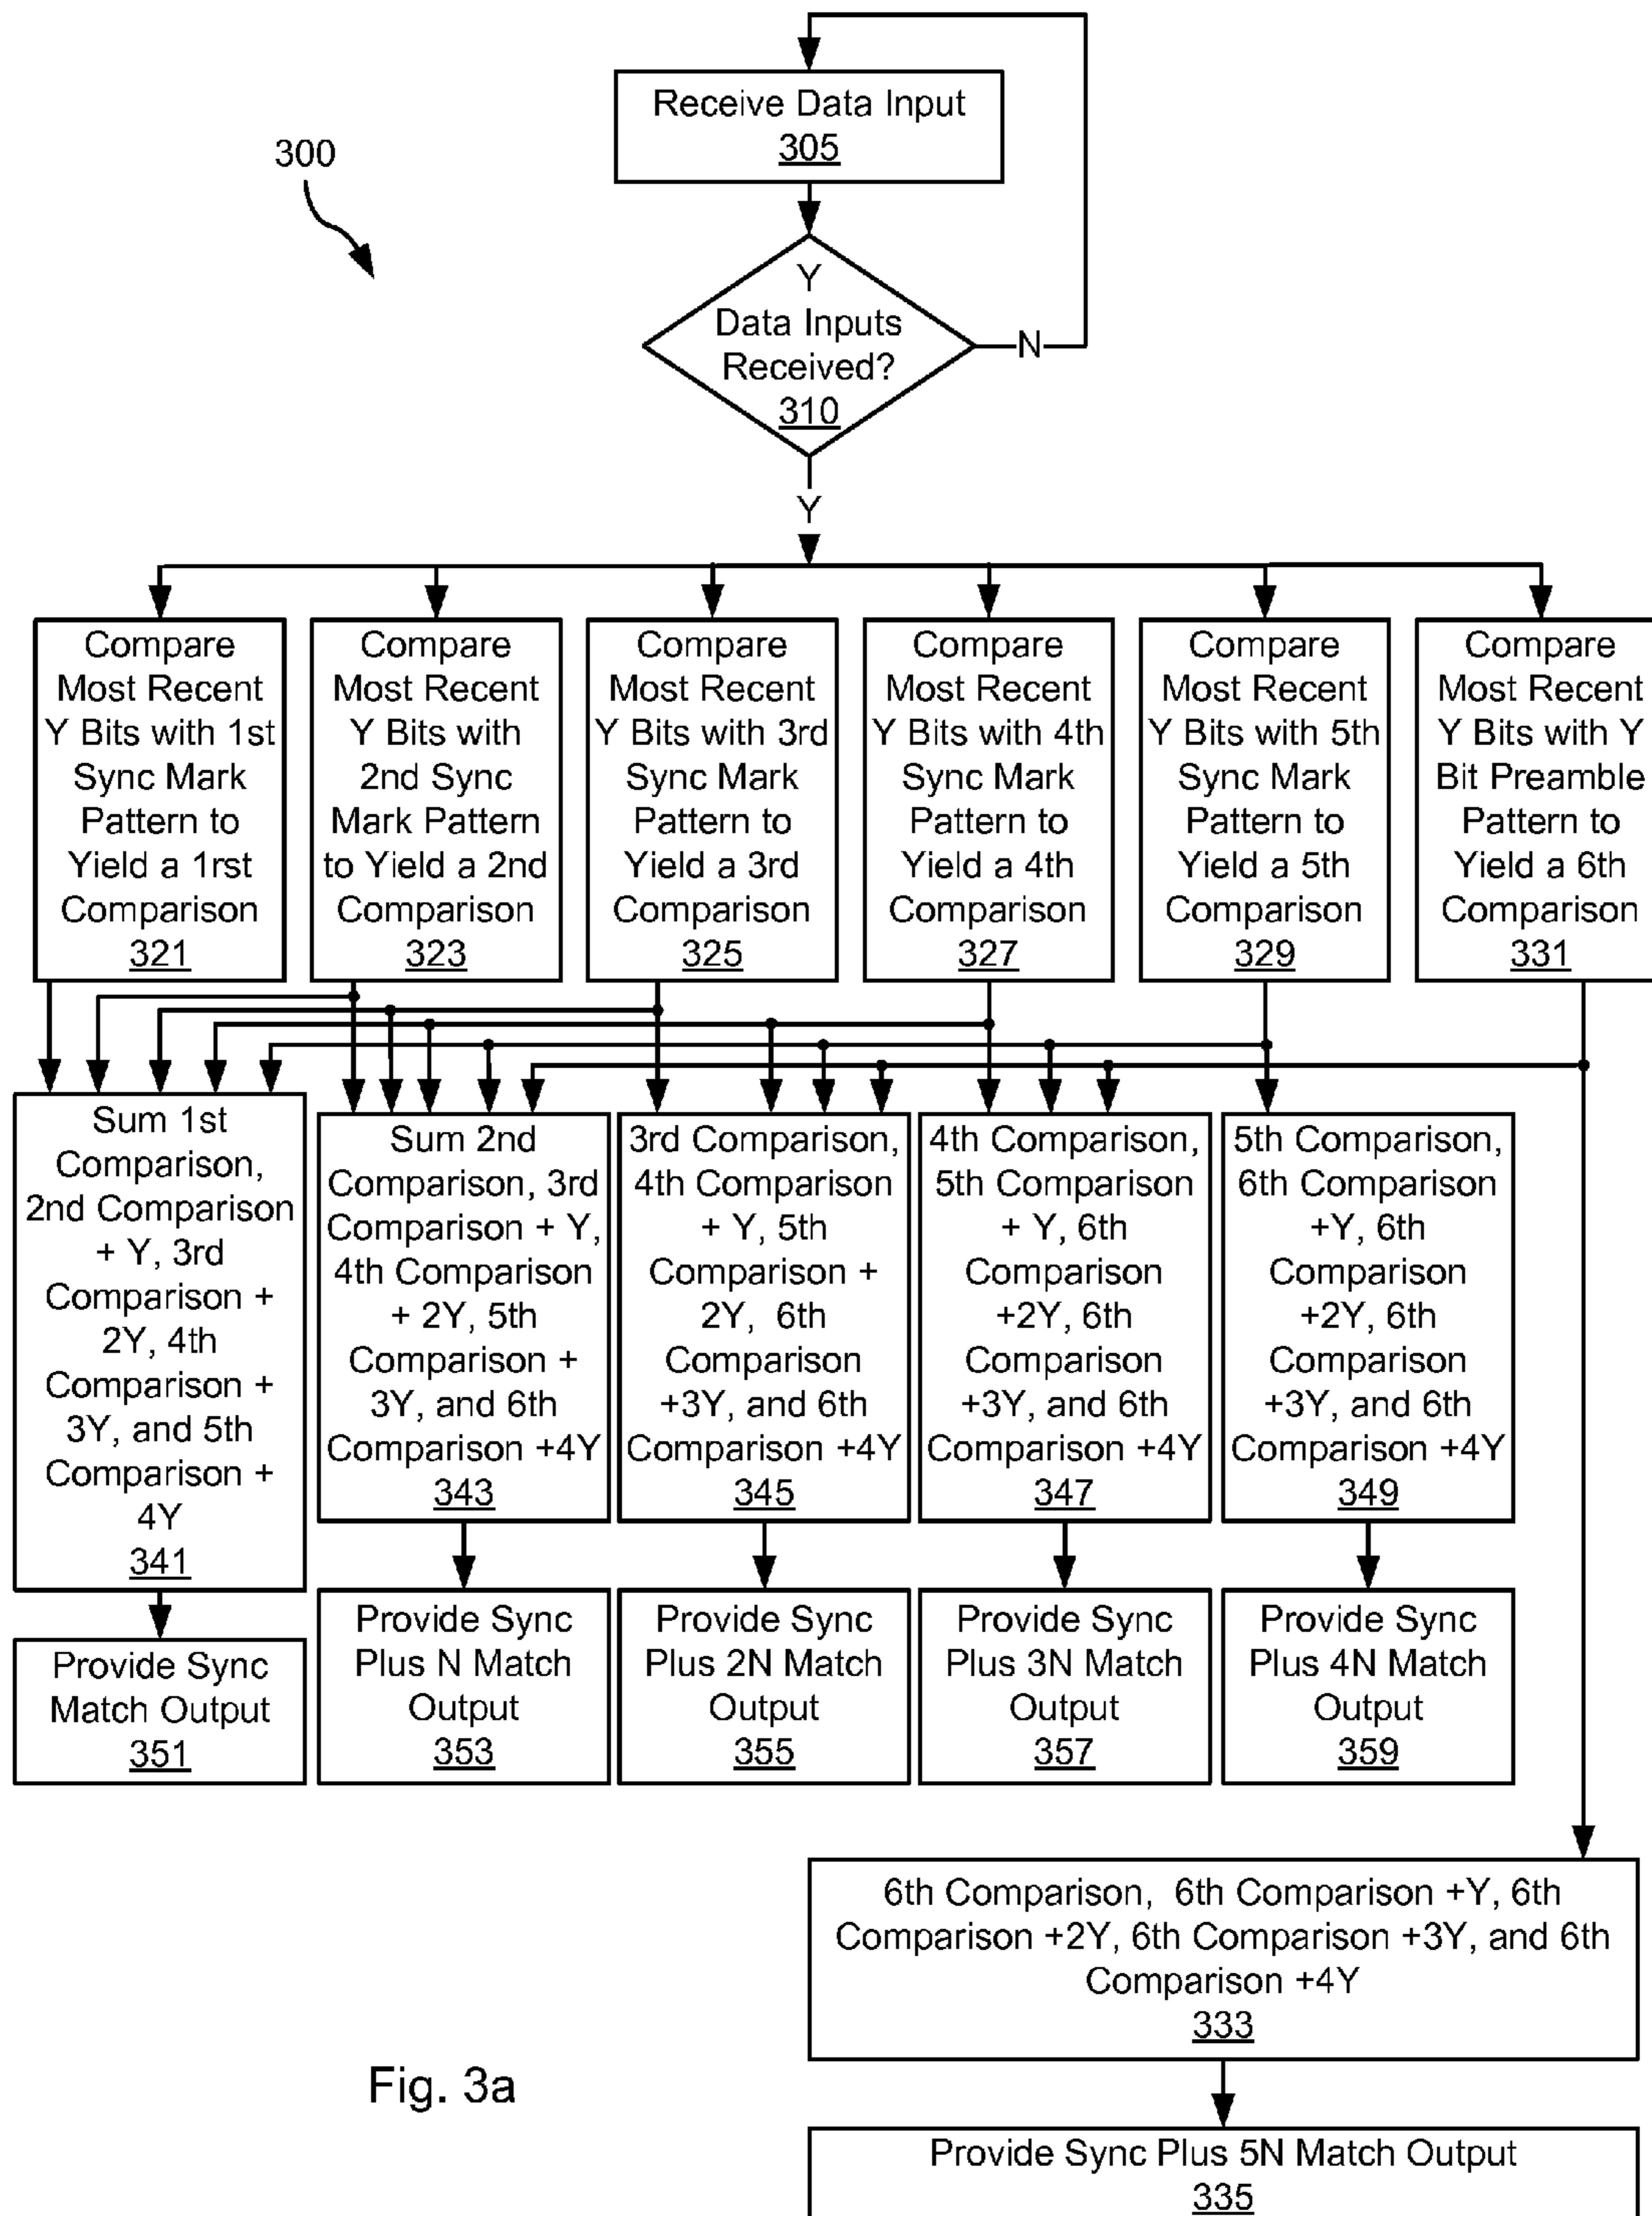 Receive Data Input
305
300
Y
Data Inputs
Received?
310
N
Y
Compare
Most Recent
Y Bits with 1st
Sync Mark
Pattern to
Yield a 1rst
Comparison
321
Compare
Most Recent
Y Bits with
2nd Sync
Mark Pattern
to Yield a 2nd
Comparison
323
Compare
Most Recent
Y Bits with 3rd
Sync Mark
Pattern to
Yield a 3rd
Comparison
325
Compare
Most Recent
Y Bits with 4th
Sync Mark
Pattern to
Yield a 4th
Comparison
327
Compare
Most Recent
Y Bits with 5th
Sync Mark
Pattern to
Yield a 5th
Comparison
329
Compare
Most Recent
Y Bits with Y
Bit Preamble
Pattern to
Yield a 6th
Comparison
331
Sum 1st
Comparison,
2nd Comparison
+ Y, 3rd
Comparison +
2Y, 4th
Comparison +
3Y, and 5th
Comparison +
4Y
341
Sum 2nd
Comparison, 3rd
Comparison + Y,
4th Comparison
+ 2Y, 5th
Comparison +
3Y, and 6th
Comparison +4Y
343
3rd Comparison,
4th Comparison
+ Y, 5th
Comparison +
2Y, 6th
Comparison
+3Y, and 6th
Comparison +4Y
345
4th Comparison,
5th Comparison
+ Y, 6th
Comparison
+2Y, 6th
Comparison
+3Y, and 6th
Comparison +4Y
347
5th Comparison,
6th Comparison
+Y, 6th
Comparison
+2Y, 6th
Comparison
+3Y, and 6th
Comparison +4Y
349
Provide Sync
Match Output
351
Provide Sync
Plus N Match
Output
353
Provide Sync
Plus 2N Match
Output
355
Provide Sync
Plus 3N Match
Output
357
Provide Sync
Plus 4N Match
Output
359
6th Comparison, 6th Comparison +Y, 6th
Comparison +2Y, 6th Comparison +3Y, and 6th
Comparison +4Y
333
Fig. 3a
Provide Sync Plus 5N Match Output
335